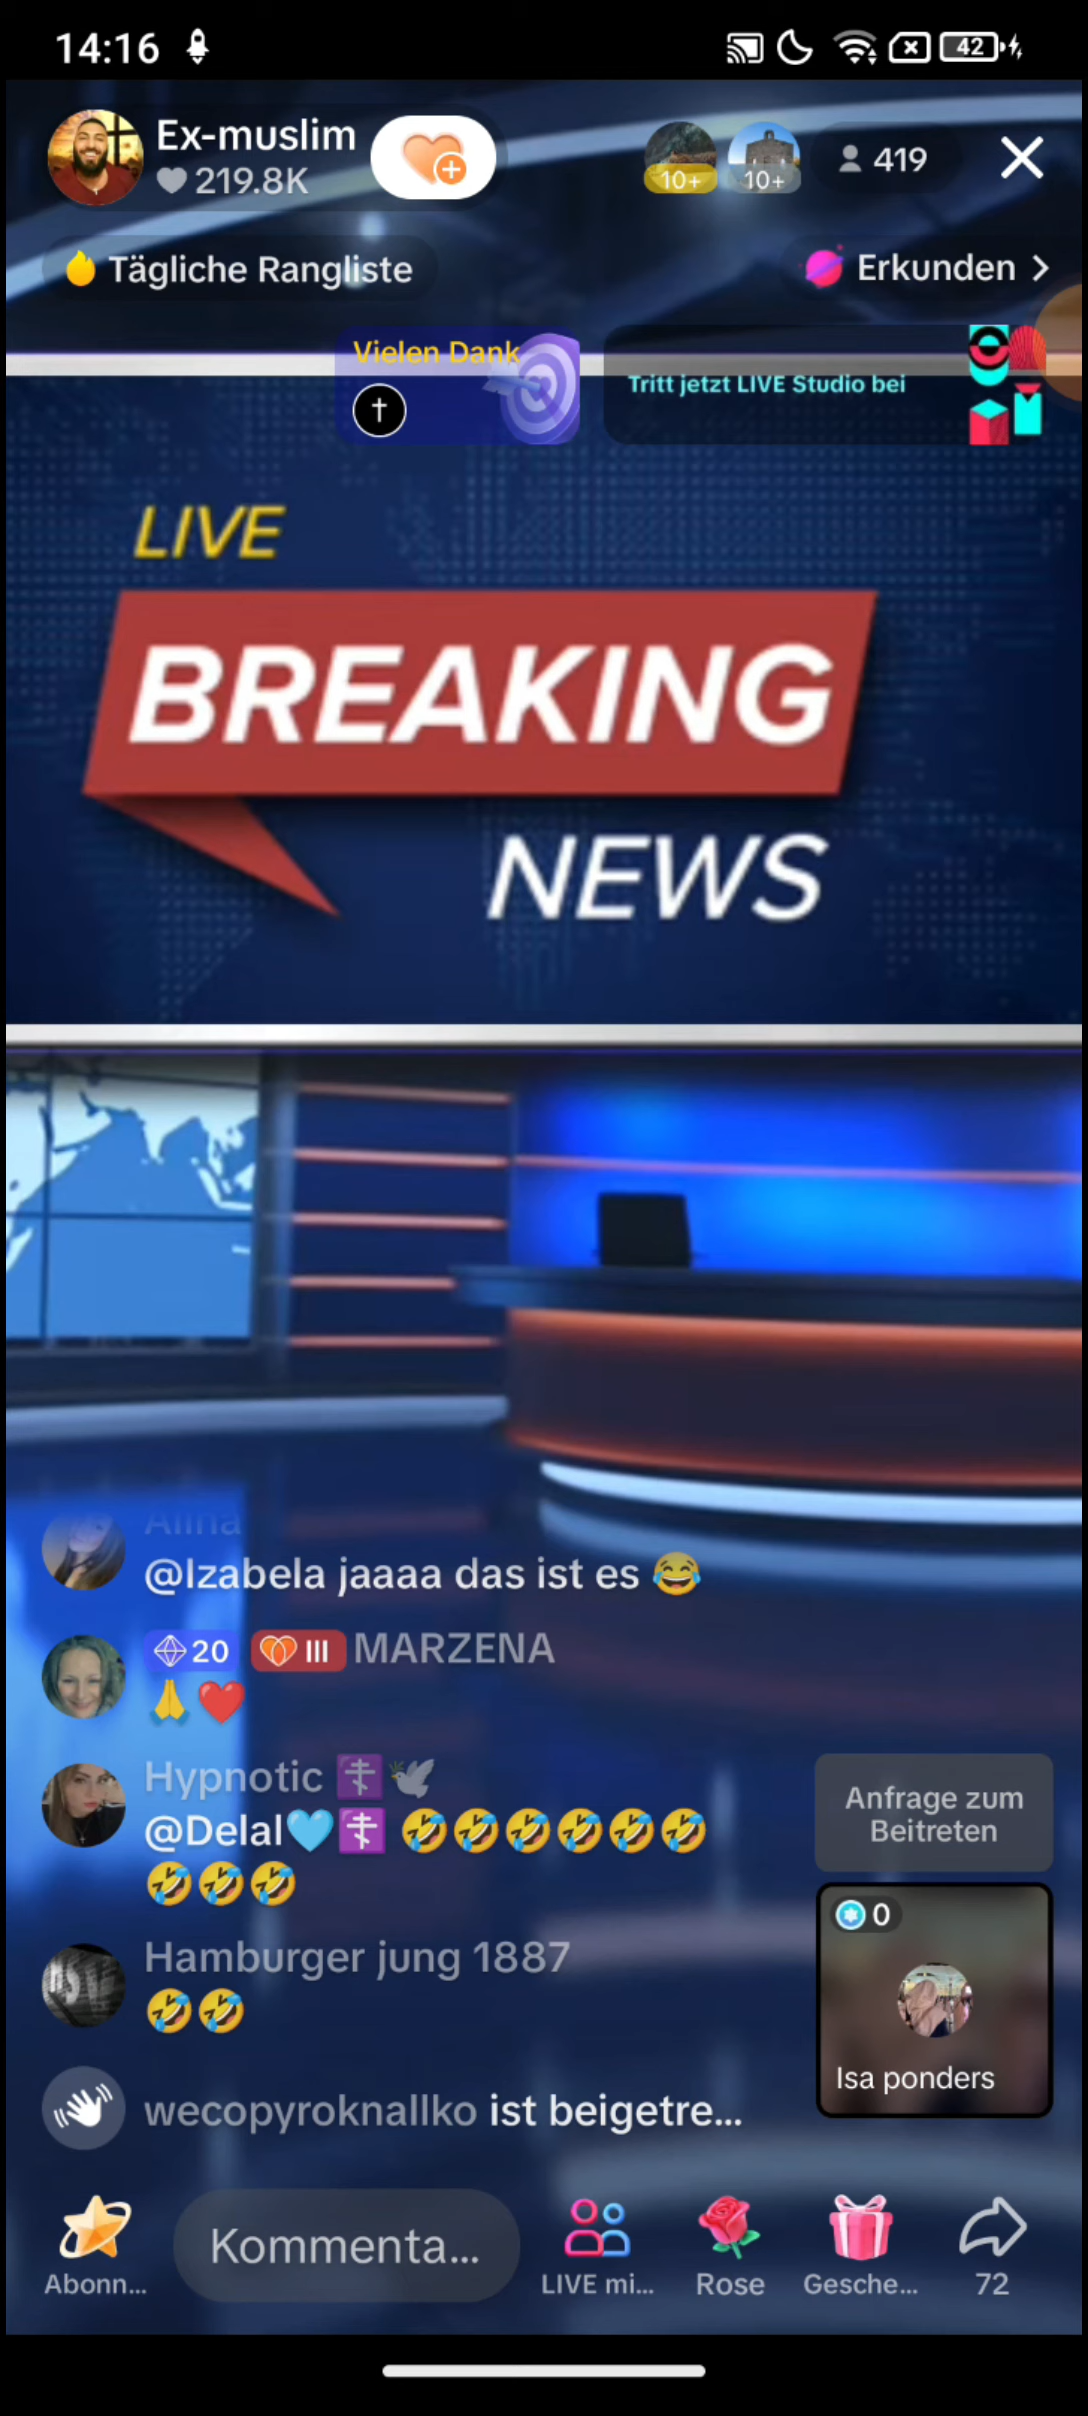 14:16
42
Ex-muslim
219.8K
10+
10+
419
Tägliche Rangliste
Erkunden >
Vielen Dank
Tritt jetzt LIVE Studio bei
LIVE
BREAKING
NEWS
Alina
@Izabela jaaaa das ist es 😂
20 III MARZENA
🙏❤️
Hypnotic ☦️🕊️
@Delal🩵☦️ 🤣🤣🤣🤣🤣🤣
🤣🤣🤣
Hamburger jung 1887
🤣🤣
wecopyroknallko ist beigetre...
Anfrage zum
Beitreten
0
Isa ponders
Abonn...
Kommenta...
LIVE mi...
Rose
Gesche...
72